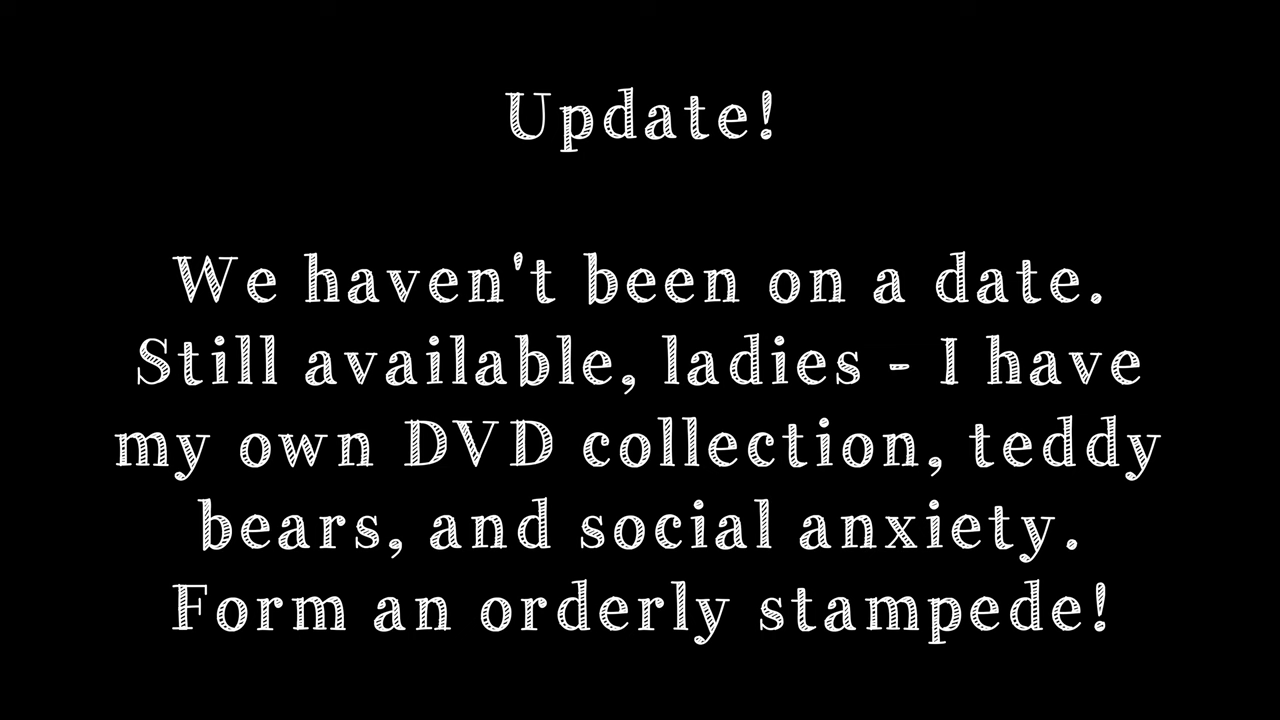 Update!
We haven't been on a date.
Still available, ladies - I have
my own DVD collection, teddy
bears, and social anxiety.
Form an orderly stampede!